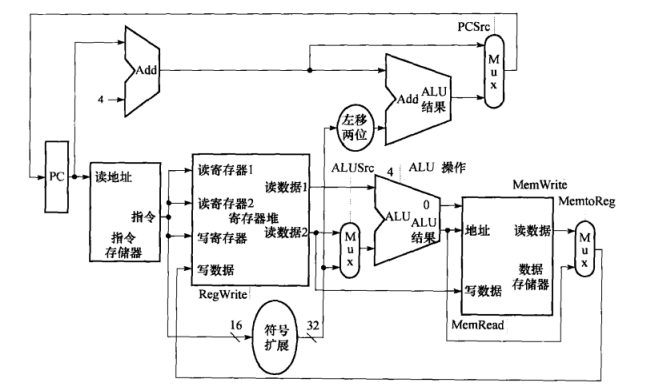 PCSrc
Mux
Add
4
Add
ALU
结果
左移
两位
PC
读地址
指令
指令
存储器
读寄存器1
读寄存器2
寄存器堆
写寄存器
写数据
读数据1
读数据2
RegWrite
ALUSrc
Mux
4
ALU 操作
0
ALU
ALU
结果
MemWrite
MemtoReg
地址
读数据
数据
存储器
写数据
MemRead
Mux
16
符号
扩展
32